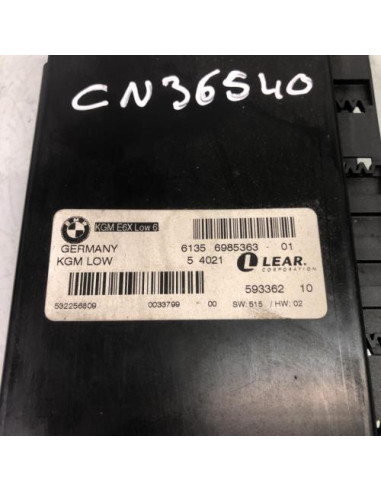 CN36540
BMW KGM E6X Low 6
GERMANY 6135 6985363 - 01
KGM LOW 5 4021 LEAR.
CORPORATION
593362 10
532256809 0033799 - 00 SW: 515 / HW: 02